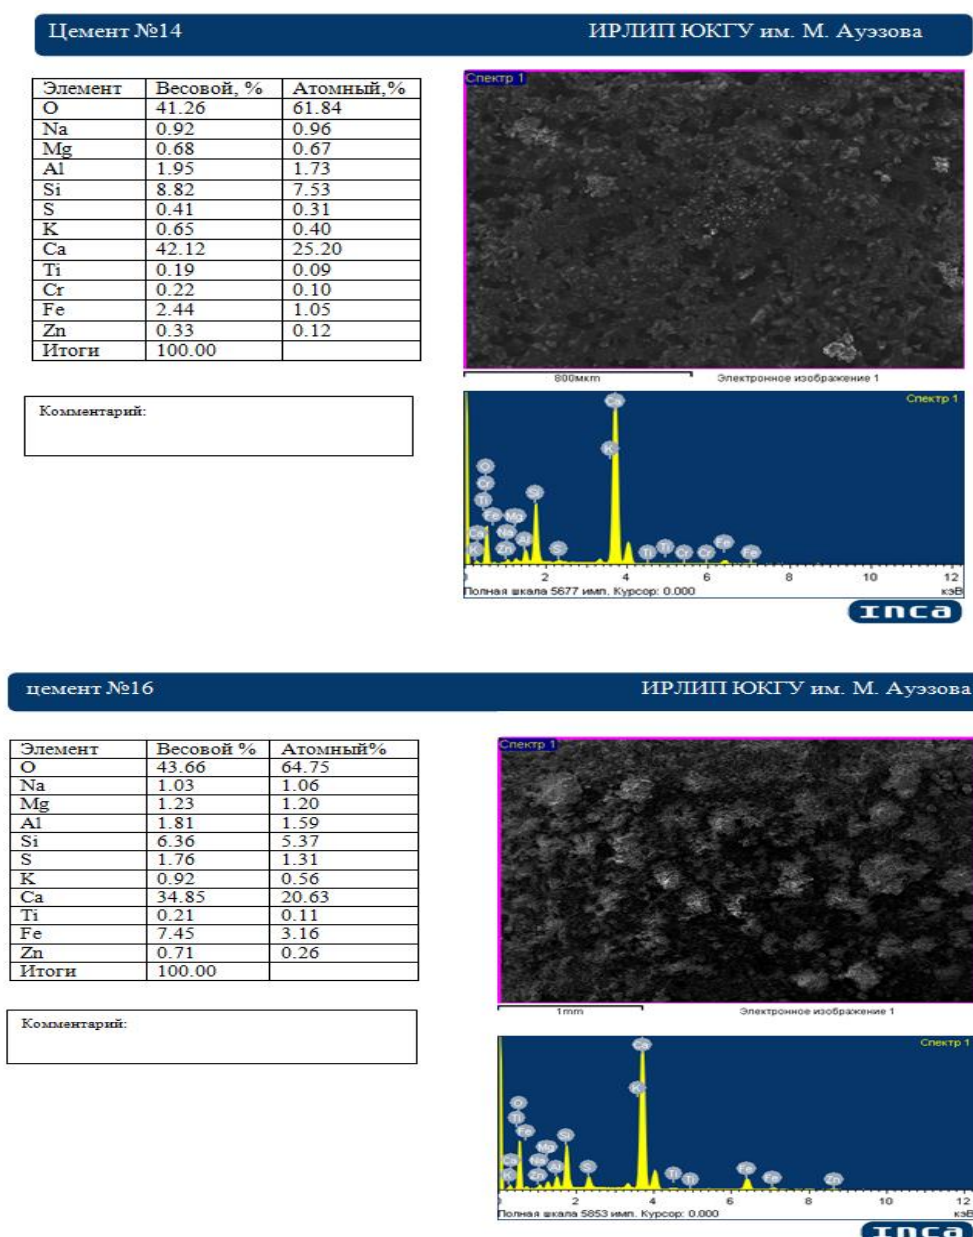 Цемент №14 ИРЛИП ЮКГУ им. М. Ауэзова
Элемент Весовой, % Атомный,%
O 41.26 61.84
Na 0.92 0.96
Mg 0.68 0.67
Al 1.95 1.73
Si 8.82 7.53
S 0.41 0.31
K 0.65 0.40
Ca 42.12 25.20
Ti 0.19 0.09
Cr 0.22 0.10
Fe 2.44 1.05
Zn 0.33 0.12
Итоги 100.00
Комментарий:
Спектр 1
800мкm Электронное изображение 1
Спектр 1
Ca
K
O
Cr
Si
Ti
Fe Mg
Ca Na Al
K Zn S Ti Ti Cr Cr Fe Fe
2 4 6 8 10 12
Полная шкала 5677 имп. Курсор: 0.000 кэВ
INCA
цемент №16 ИРЛИП ЮКГУ им. М. Ауэзова
Элемент Весовой % Атомный%
O 43.66 64.75
Na 1.03 1.06
Mg 1.23 1.20
Al 1.81 1.59
Si 6.36 5.37
S 1.76 1.31
K 0.92 0.56
Ca 34.85 20.63
Ti 0.21 0.11
Fe 7.45 3.16
Zn 0.71 0.26
Итоги 100.00
Комментарий:
Спектр 1
1mm Электронное изображение 1
Спектр 1
Ca
K
O
Ti
Fe Si
Mg
Ca Na Al S Ti Ti Fe
K Zn Fe Zn
2 4 6 8 10 12
Полная шкала 5853 имп. Курсор: 0.000 кэВ
INCA